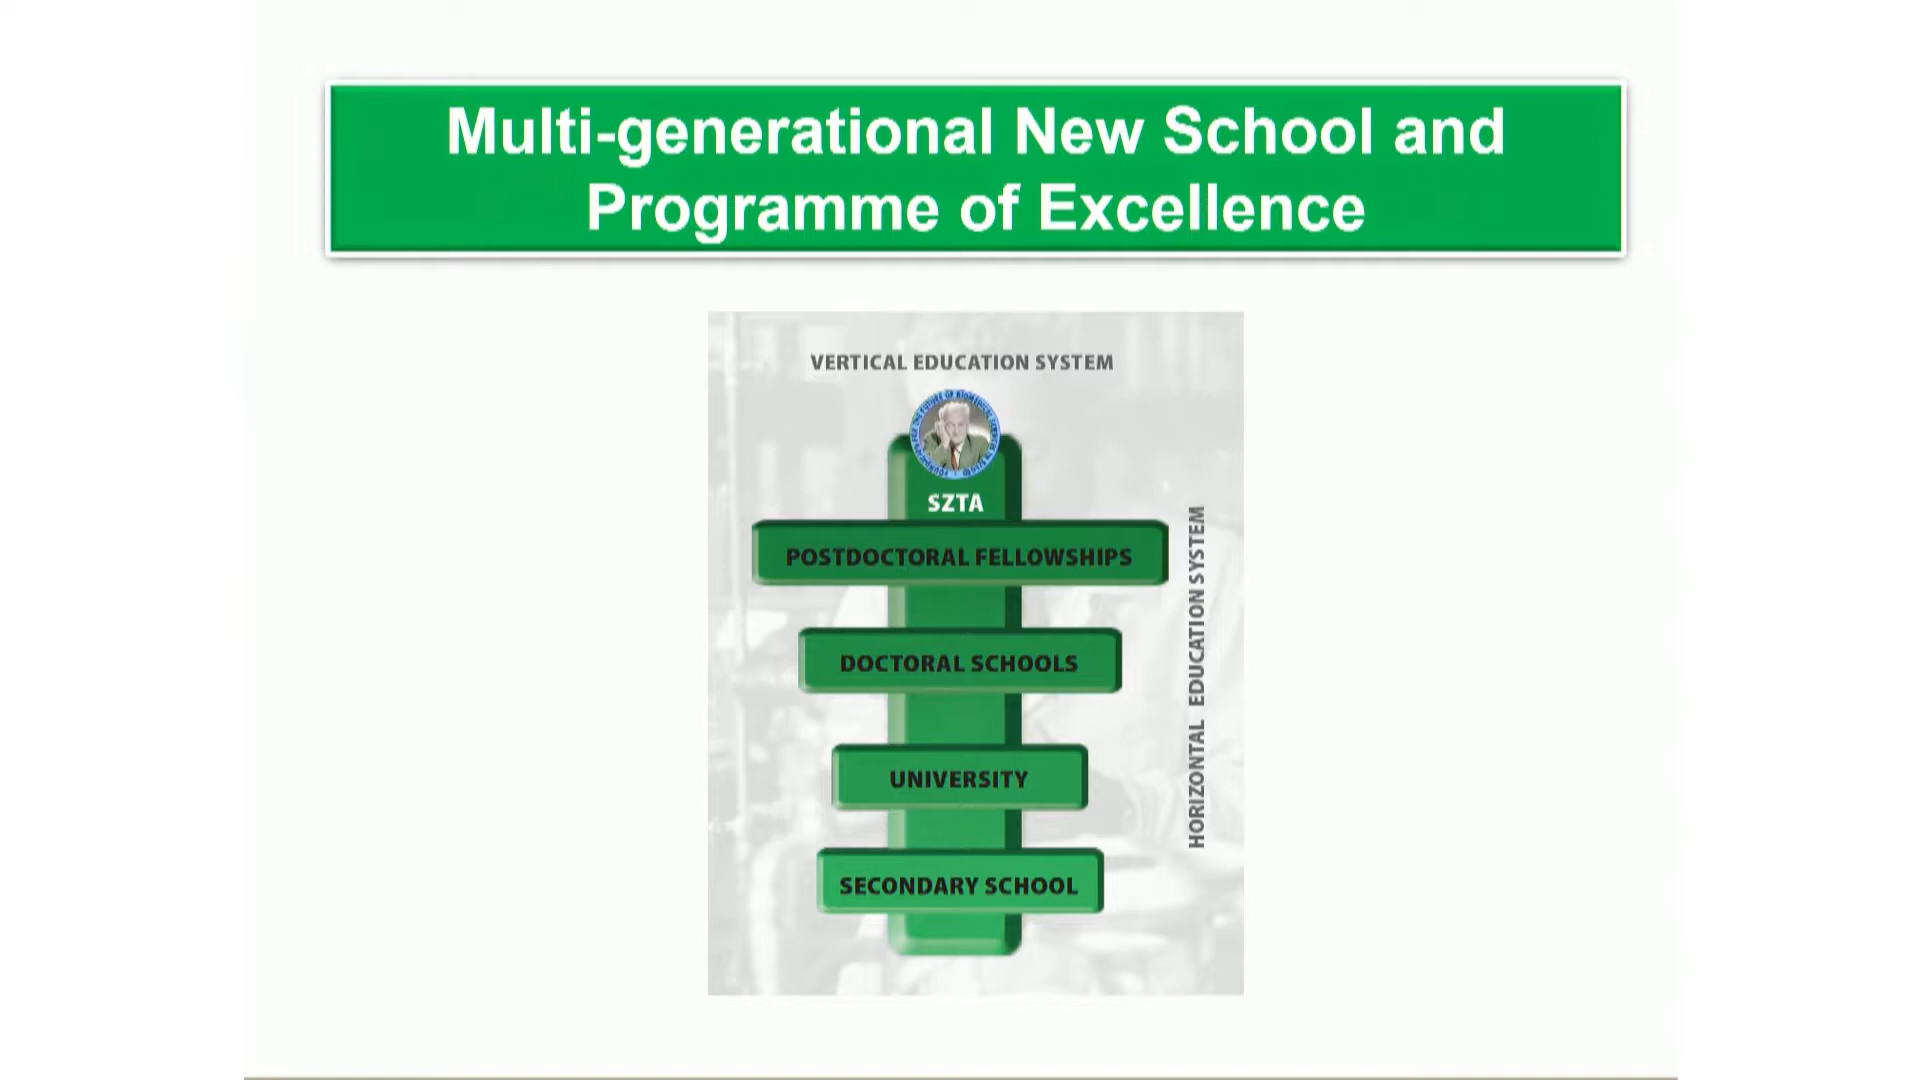 Multi-generational New School and
Programme of Excellence
VERTICAL EDUCATION SYSTEM
SZTA
POSTDOCTORAL FELLOWSHIPS
DOCTORAL SCHOOLS
UNIVERSITY
SECONDARY SCHOOL
HORIZONTAL EDUCATION SYSTEM